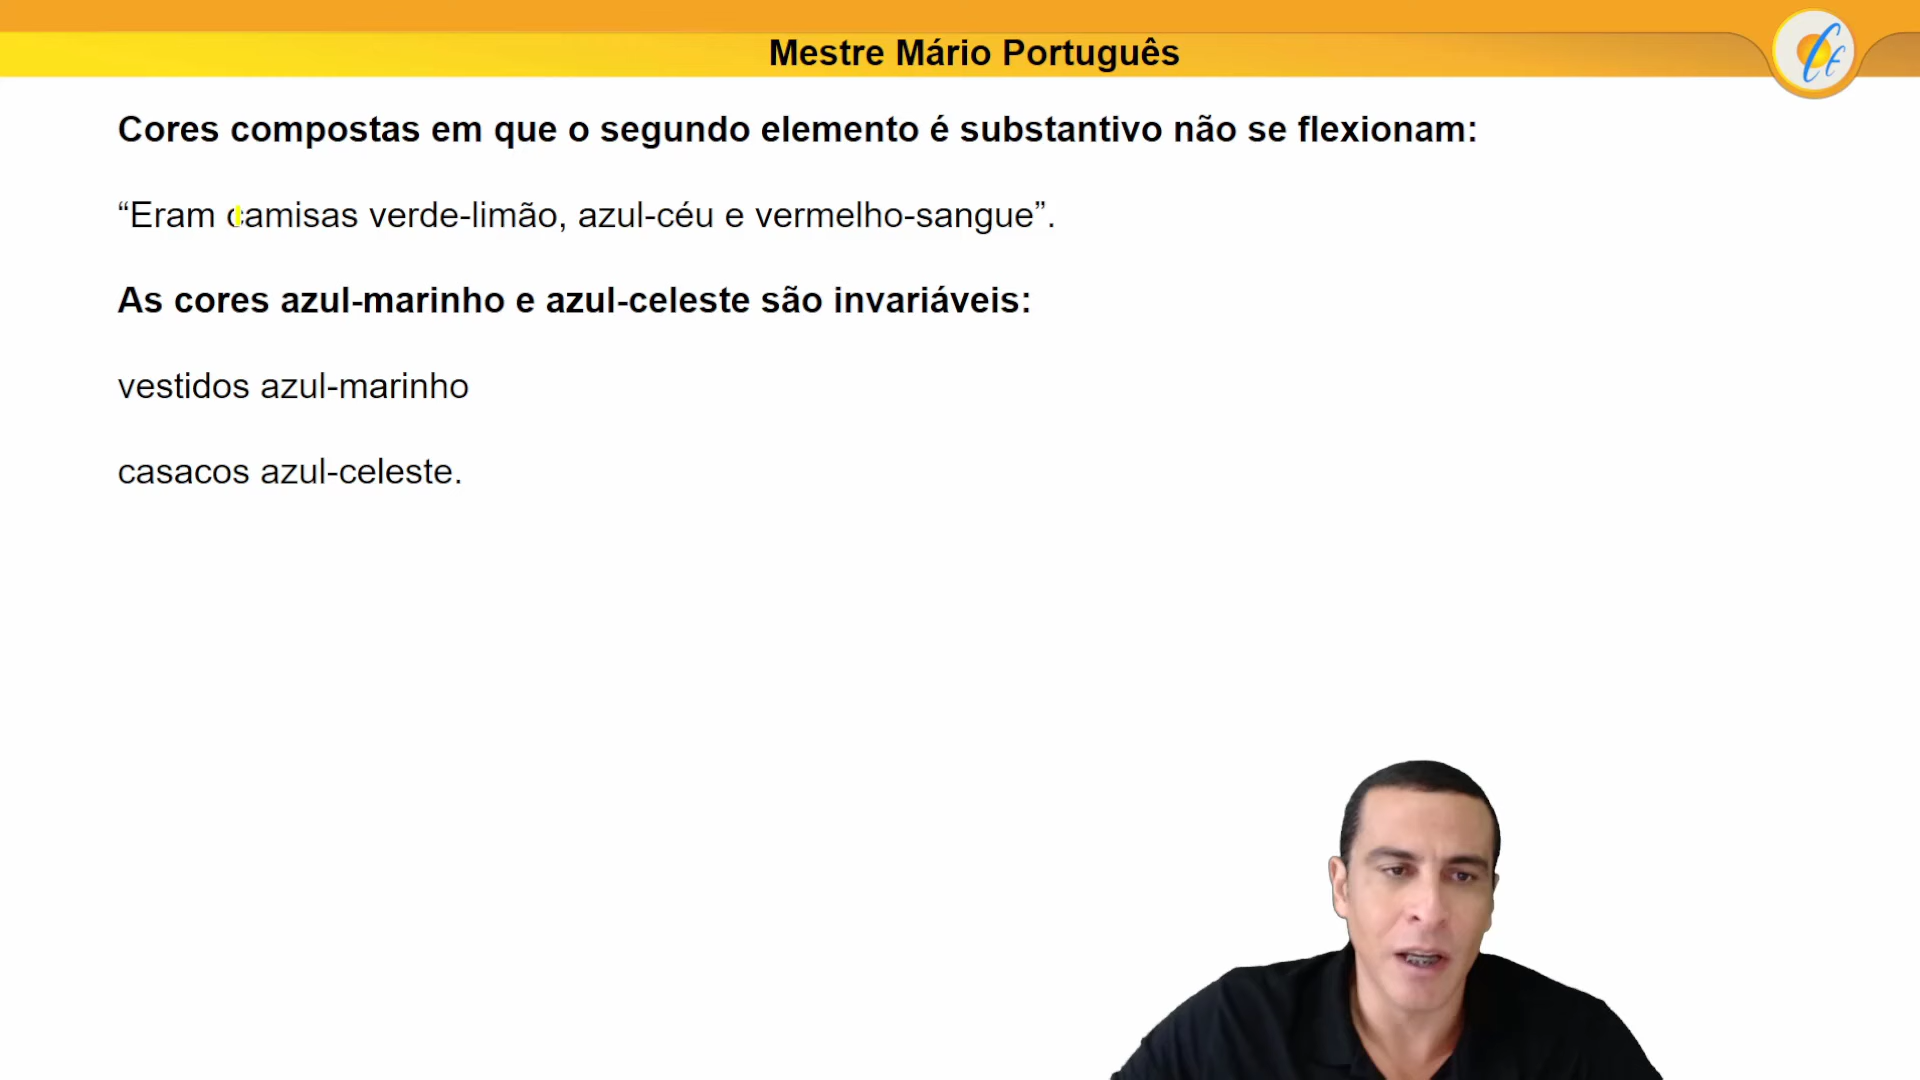 Mestre Mário Português
Cores compostas em que o segundo elemento é substantivo não se flexionam:
“Eram camisas verde-limão, azul-céu e vermelho-sangue”.
As cores azul-marinho e azul-celeste são invariáveis:
vestidos azul-marinho
casacos azul-celeste.